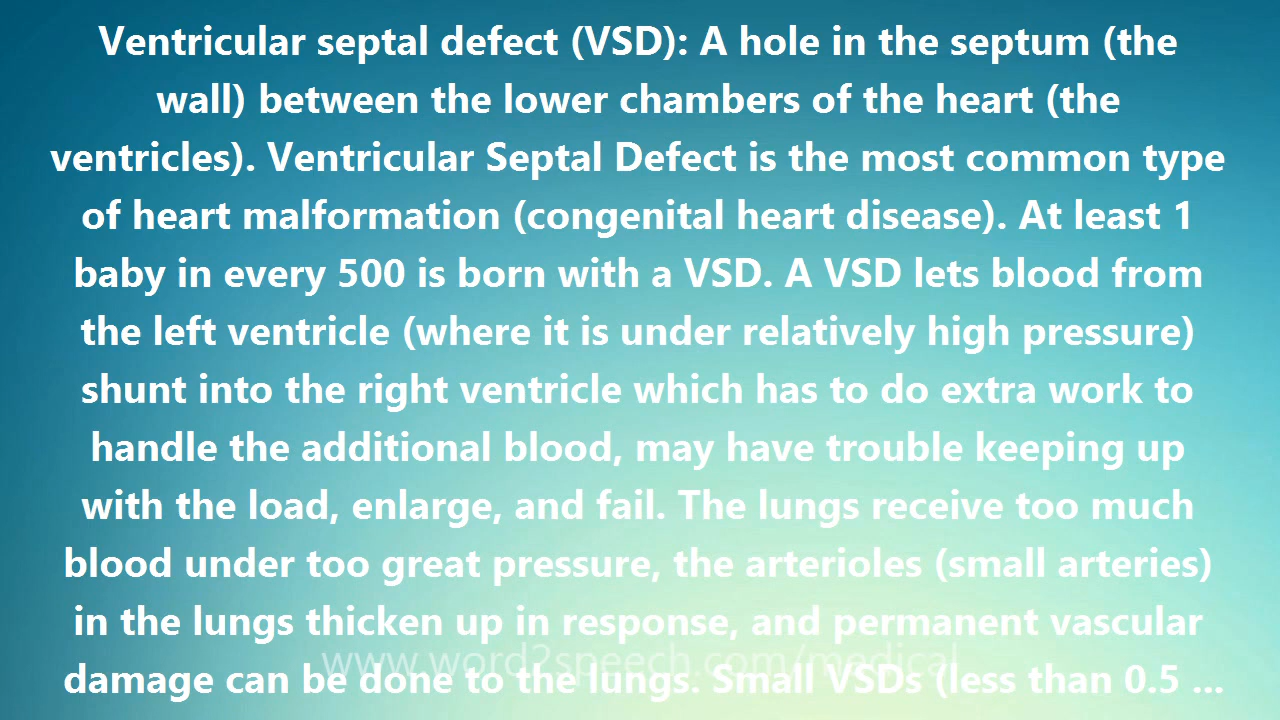 Ventricular septal defect (VSD): A hole in the septum (the
wall) between the lower chambers of the heart (the
ventricles). Ventricular Septal Defect is the most common type
of heart malformation (congenital heart disease). At least 1
baby in every 500 is born with a VSD. A VSD lets blood from
the left ventricle (where it is under relatively high pressure)
shunt into the right ventricle which has to do extra work to
handle the additional blood, may have trouble keeping up
with the load, enlarge, and fail. The lungs receive too much
blood under too great pressure, the arterioles (small arteries)
in the lungs thicken up in response, and permanent vascular
www.word2speech.com/medical
damage can be done to the lungs. Small VSDs (less than 0.5 ...